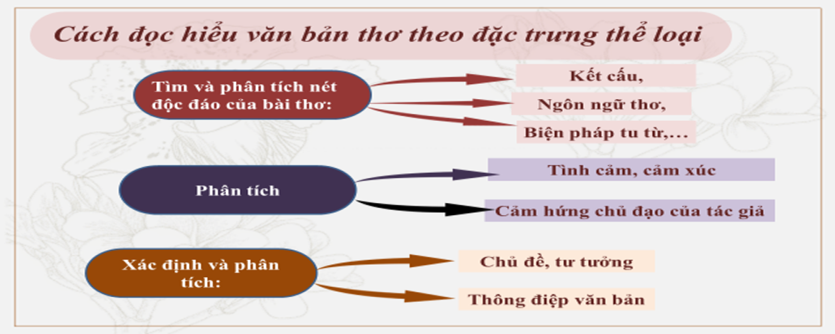 Cách đọc hiểu văn bản thơ theo đặc trưng thể loại
Tìm và phân tích nét
độc đáo của bài thơ:
Kết cấu,
Ngôn ngữ thơ,
Biện pháp tu từ,...
Phân tích
Tình cảm, cảm xúc
Cảm hứng chủ đạo của tác giả
Xác định và phân
tích:
Chủ đề, tư tưởng
Thông điệp văn bản